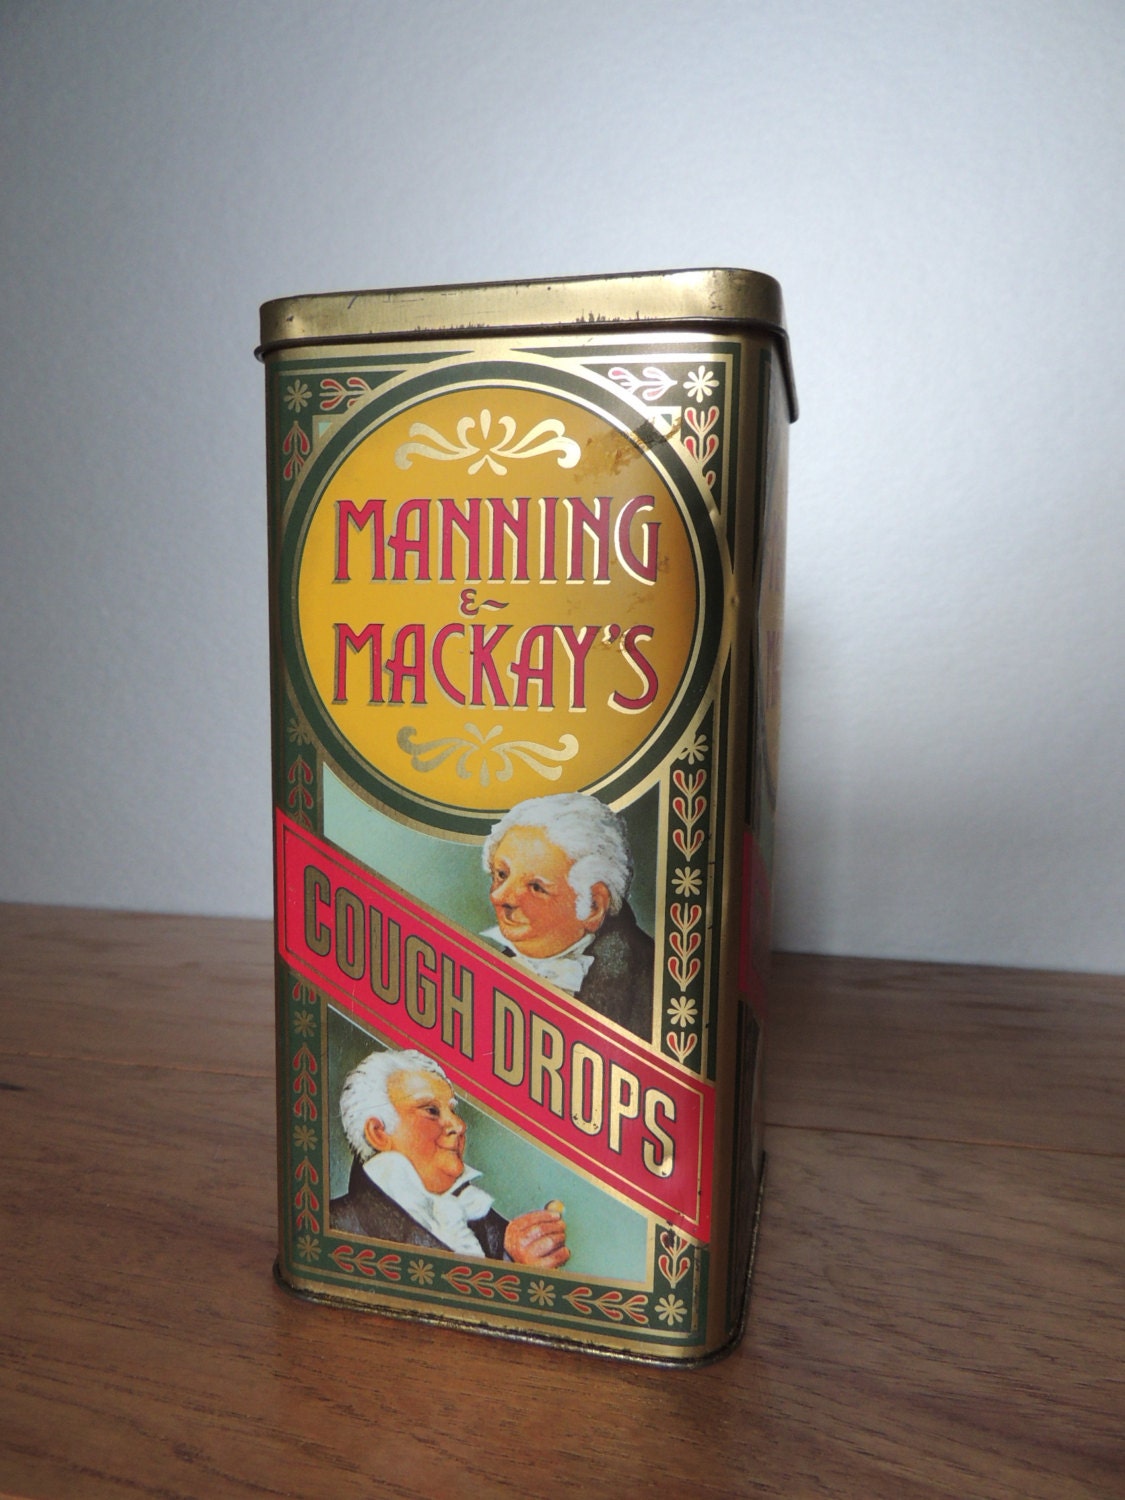 MANNING
&
MACKAY'S
COUGH DROPS